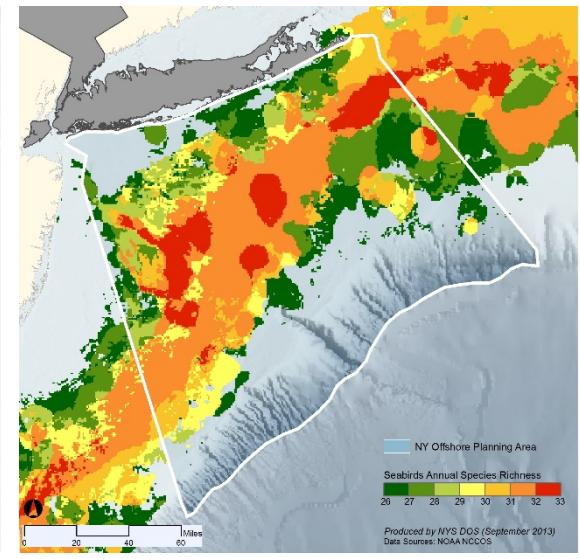 NY Offshore Planning Area
Seabirds Annual Species Richness
26 27 28 29 30 31 32 33
Miles
0 20 40 60
Produced by NYS DOS (September 2013)
Data Sources: NOAA NCCOS